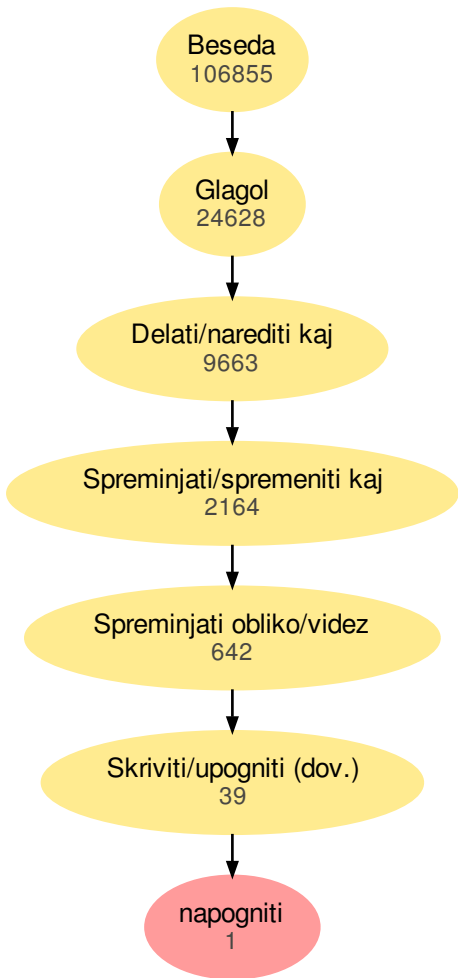 Beseda
106855
Glagol
24628
Delati/narediti kaj
9663
Spreminjati/spremeniti kaj
2164
Spreminjati obliko/videz
642
Skriviti/upogniti (dov.)
39
napogniti
1